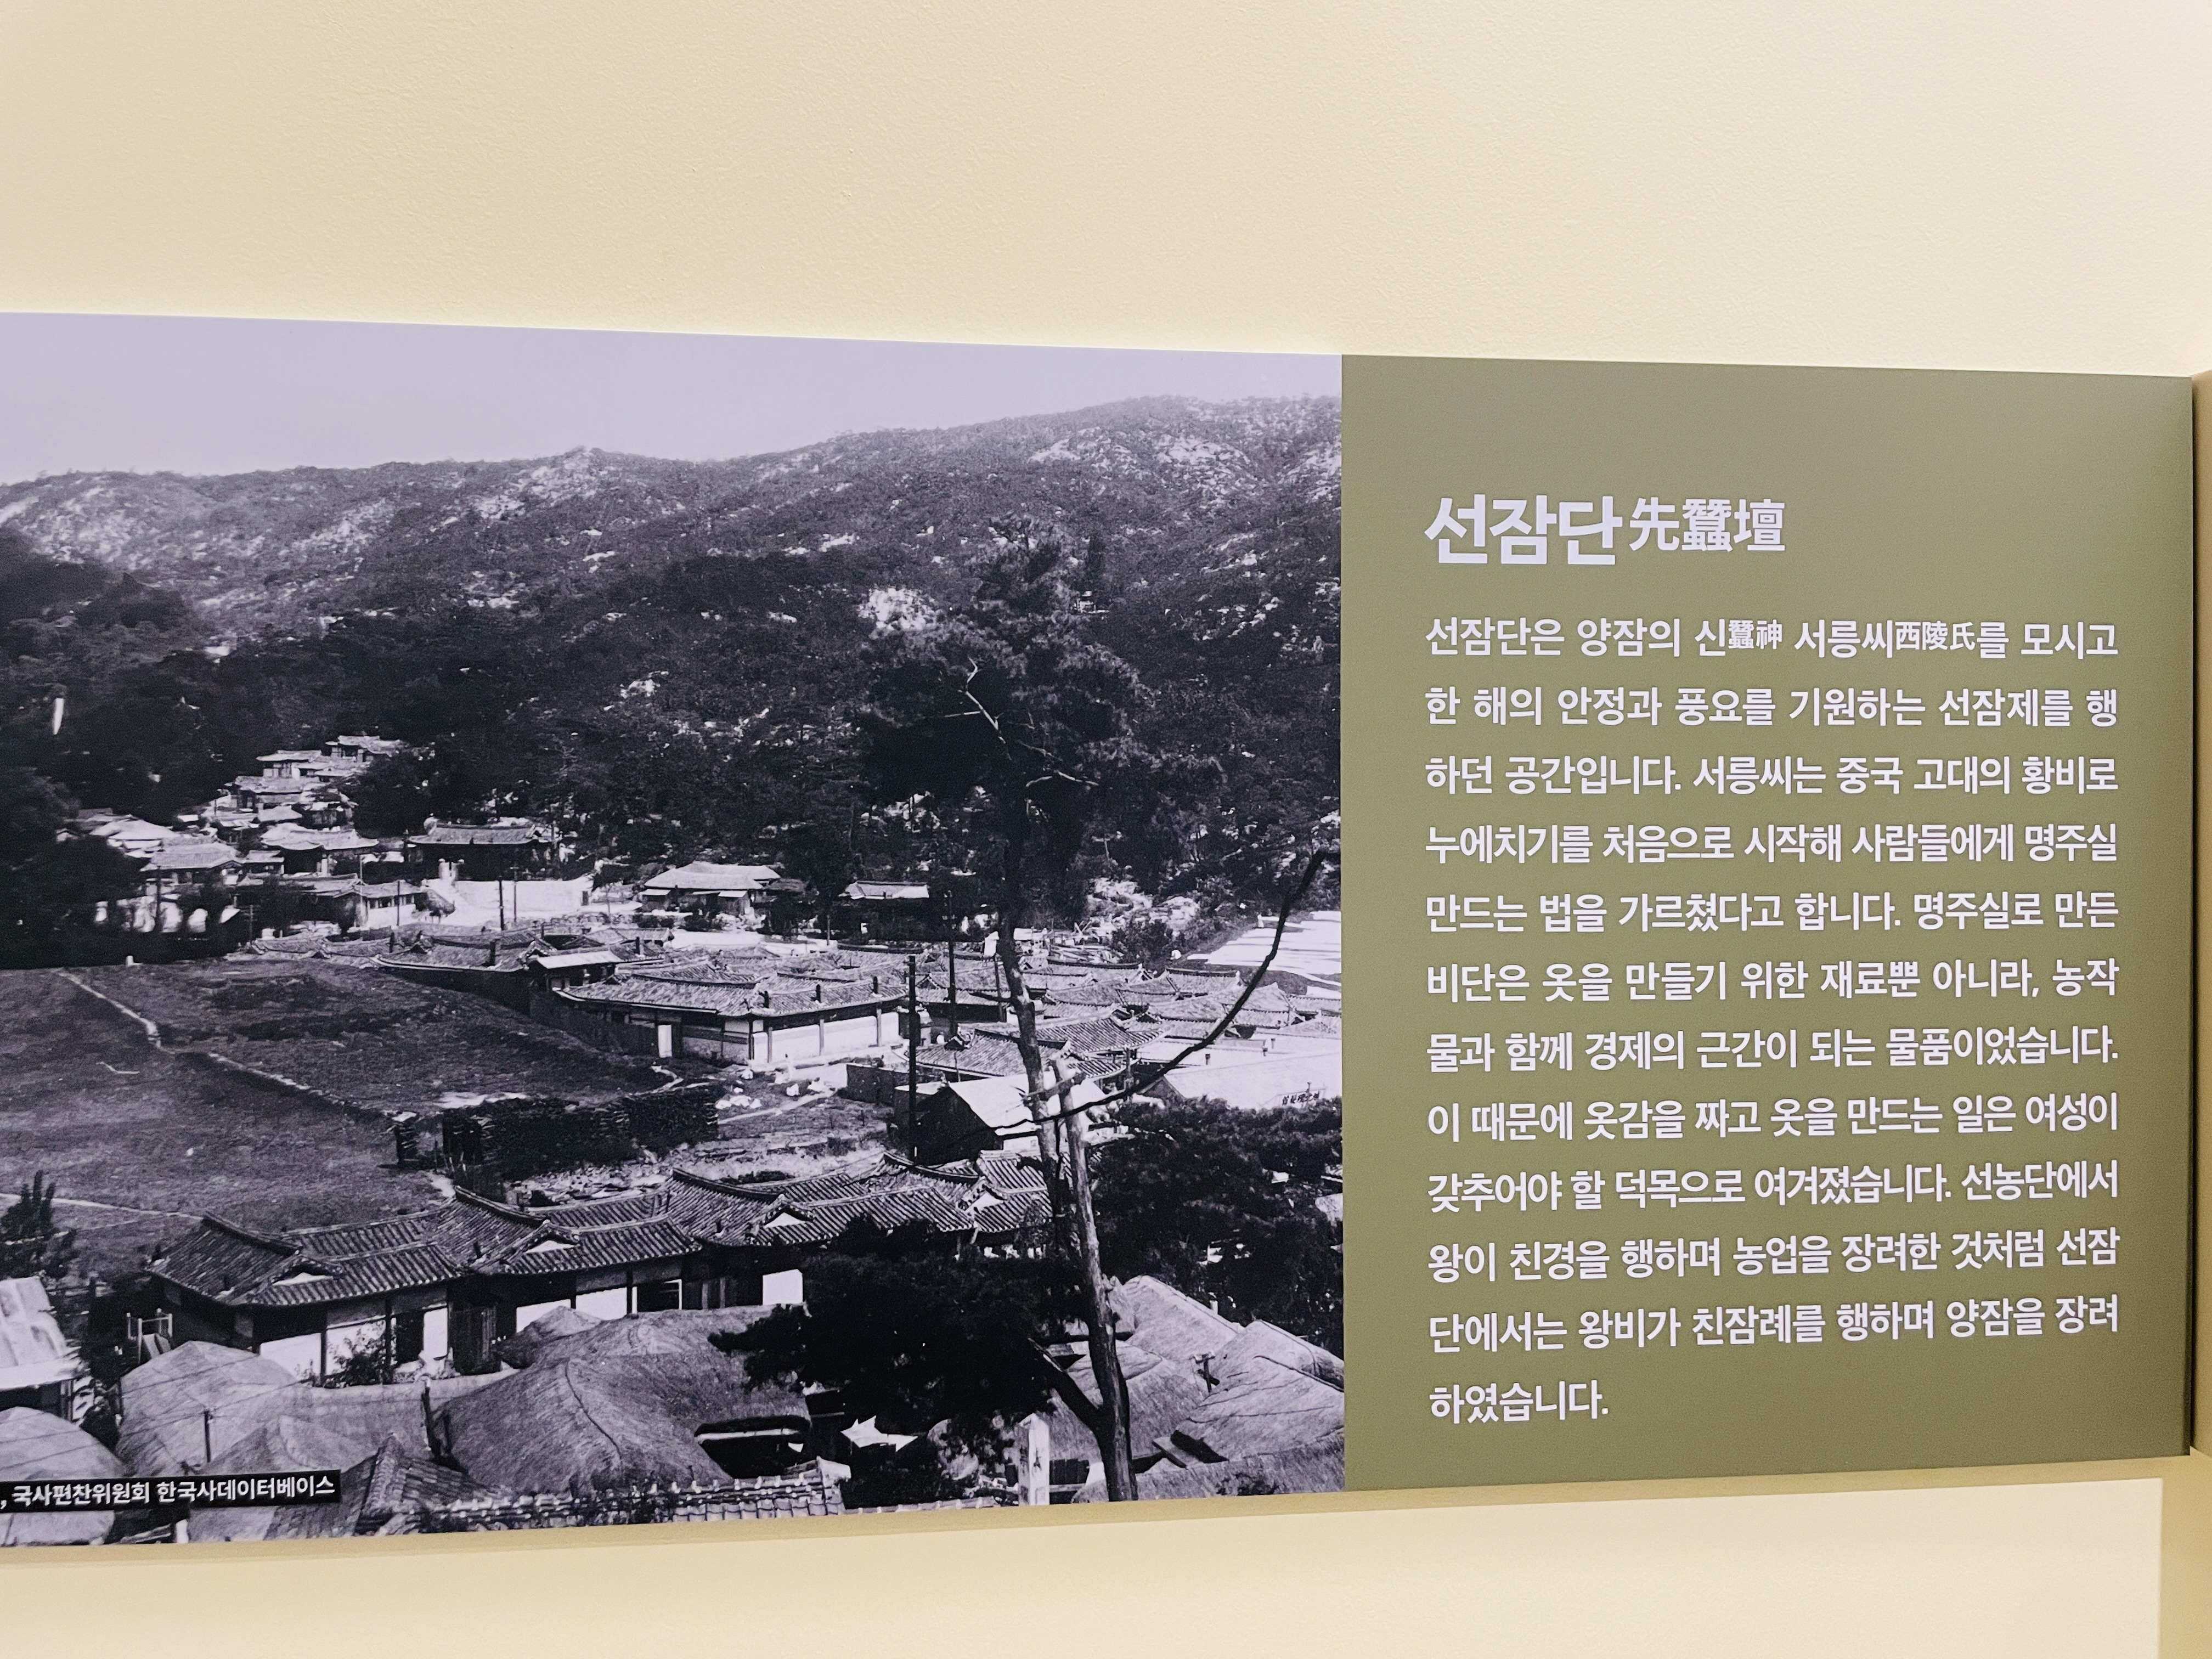 선잠단先蠶壇
선잠단은 양잠의 신蠶神 서릉씨西陵氏를 모시고
한 해의 안정과 풍요를 기원하는 선잠제를 행
하던 공간입니다. 서릉씨는 중국 고대의 황비로
누에치기를 처음으로 시작해 사람들에게 명주실
만드는 법을 가르쳤다고 합니다. 명주실로 만든
비단은 옷을 만들기 위한 재료뿐 아니라, 농작
물과 함께 경제의 근간이 되는 물품이었습니다.
이 때문에 옷감을 짜고 옷을 만드는 일은 여성이
갖추어야 할 덕목으로 여겨졌습니다. 선농단에서
왕이 친경을 행하며 농업을 장려한 것처럼 선잠
단에서는 왕비가 친잠례를 행하며 양잠을 장려
하였습니다.
, 국사편찬위원회 한국사데이터베이스